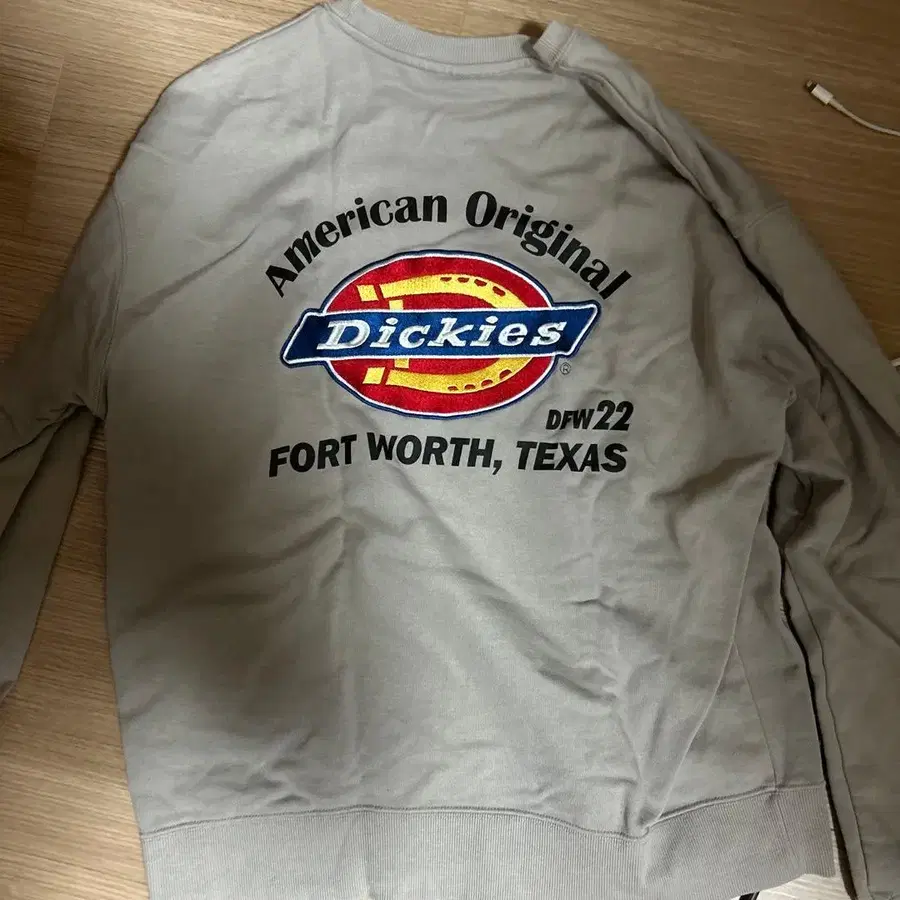 American Original
Dickies
®
DFW22
FORT WORTH, TEXAS